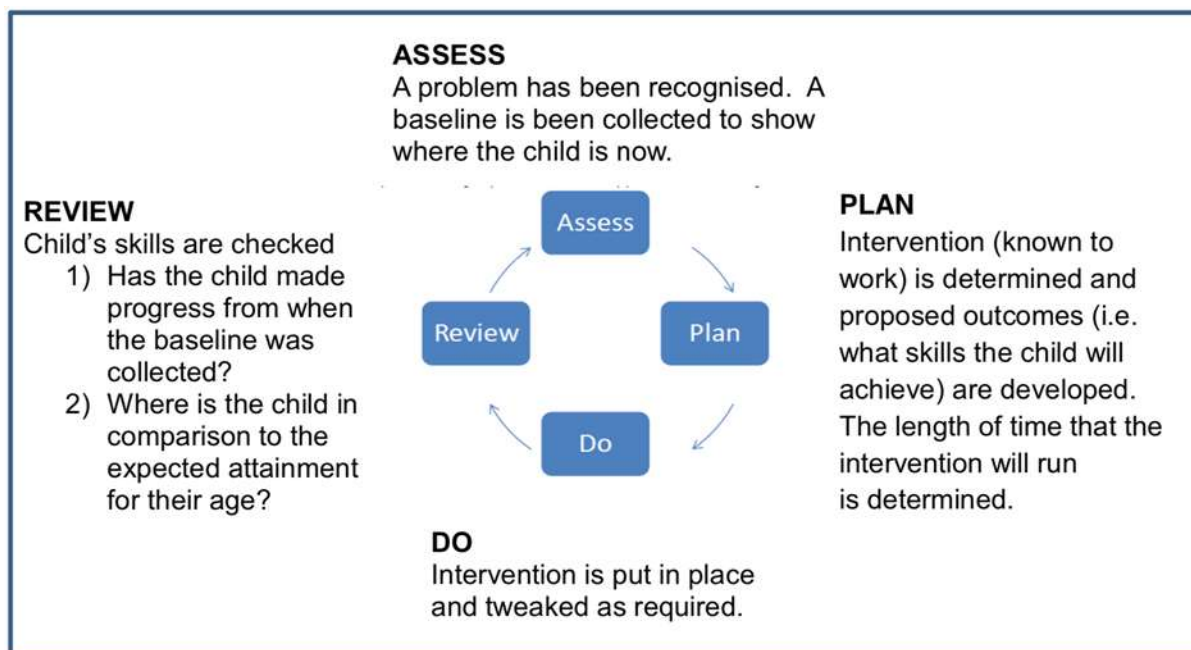 ASSESS
A problem has been recognised.  A
baseline is been collected to show
where the child is now.
REVIEW
Child's skills are checked
1) Has the child made
progress from when
the baseline was
collected?
2) Where is the child in
comparison to the
expected attainment
for their age?
Assess
Review
Plan
Do
PLAN
Intervention (known to
work) is determined and
proposed outcomes (i.e.
what skills the child will
achieve) are developed.
The length of time that the
intervention will run
is determined.
DO
Intervention is put in place
and tweaked as required.